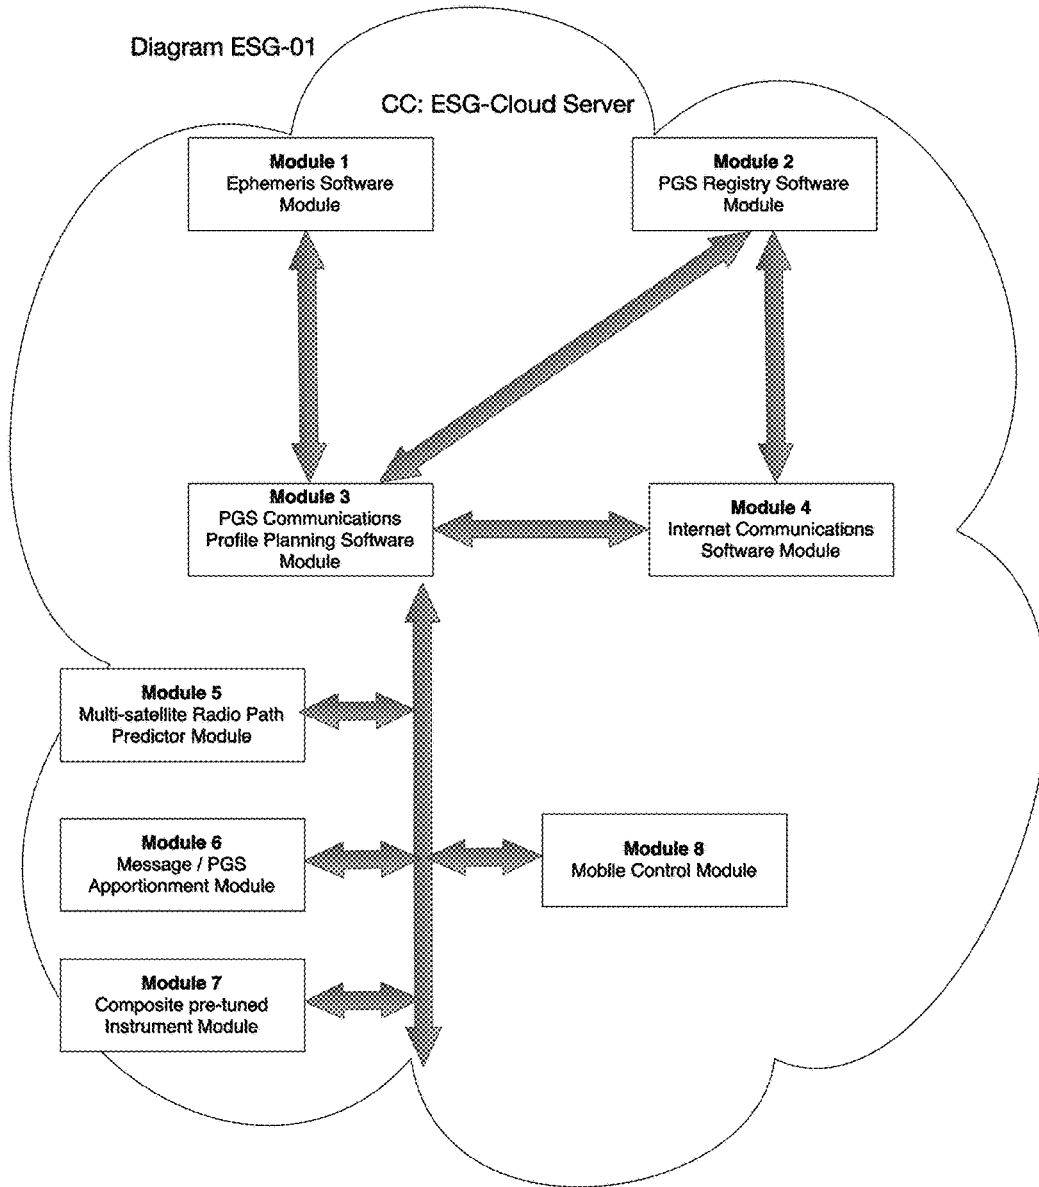 Diagram ESG-01
CC: ESG-Cloud Server
Module 1
Ephemeris Software
Module
Module 2
PGS Registry Software
Module
Module 3
PGS Communications
Profile Planning Software
Module
Module 4
Internet Communications
Software Module
Module 5
Multi-satellite Radio Path
Predictor Module
Module 6
Message / PGS
Apportionment Module
Module 8
Mobile Control Module
Module 7
Composite pre-tuned
Instrument Module